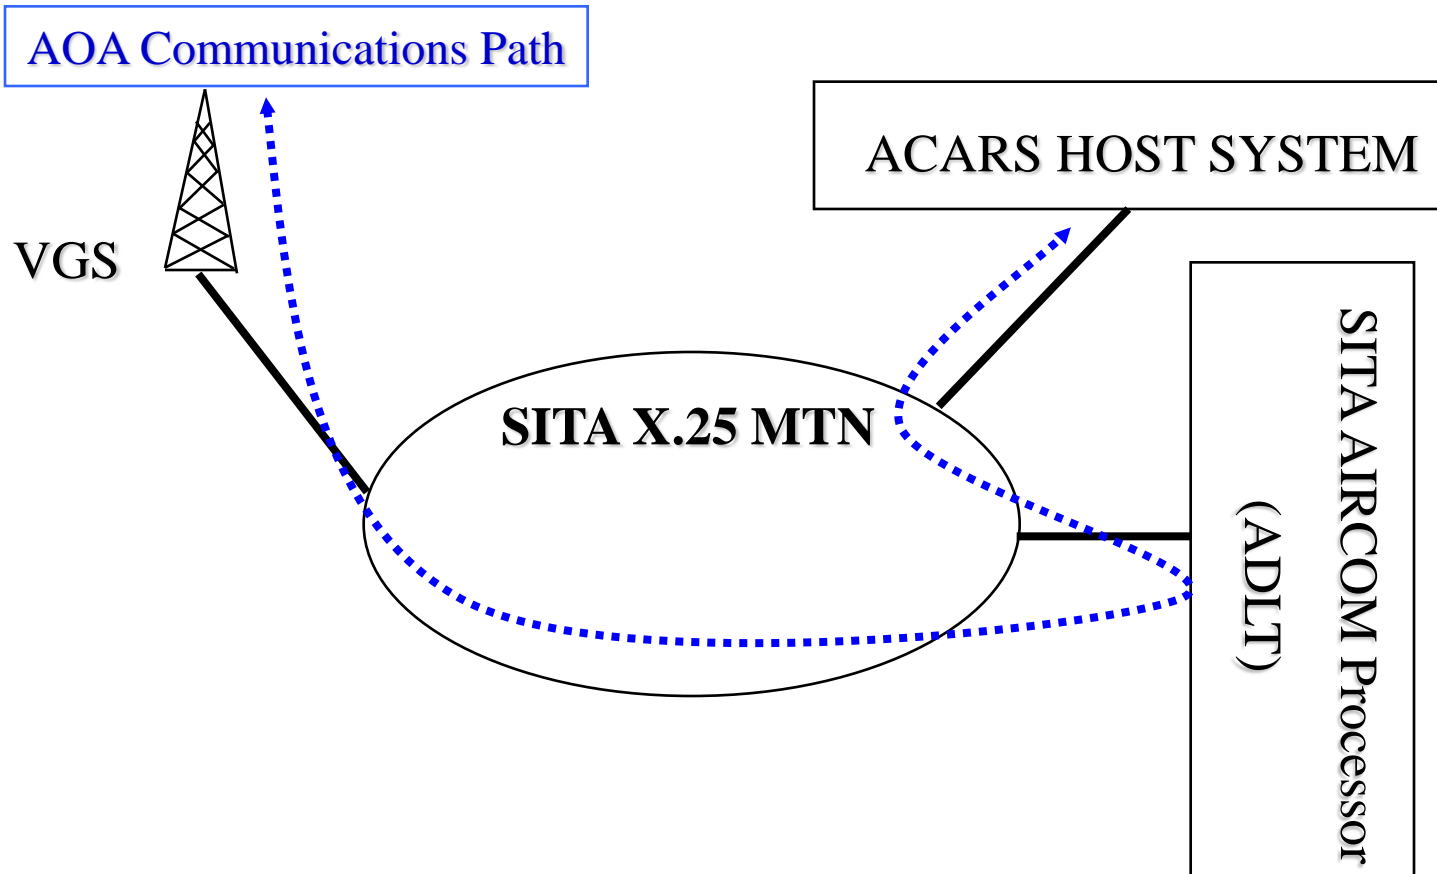 AOA Communications Path
ACARS HOST SYSTEM
VGS
SITA X.25 MTN
SITA AIRCOM Processor
(ADLT)